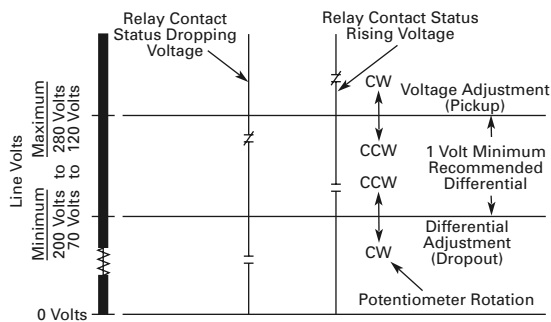 Relay Contact
Status Dropping
Voltage
Relay Contact Status
Rising Voltage
Line Volts
Maximum
280 Volts
120 Volts
to
to
Minimum
200 Volts
70 Volts
0 Volts
CW
CCW
CCW
CW
Voltage Adjustment
(Pickup)
1 Volt Minimum
Recommended
Differential
Differential
Adjustment
(Dropout)
Potentiometer Rotation